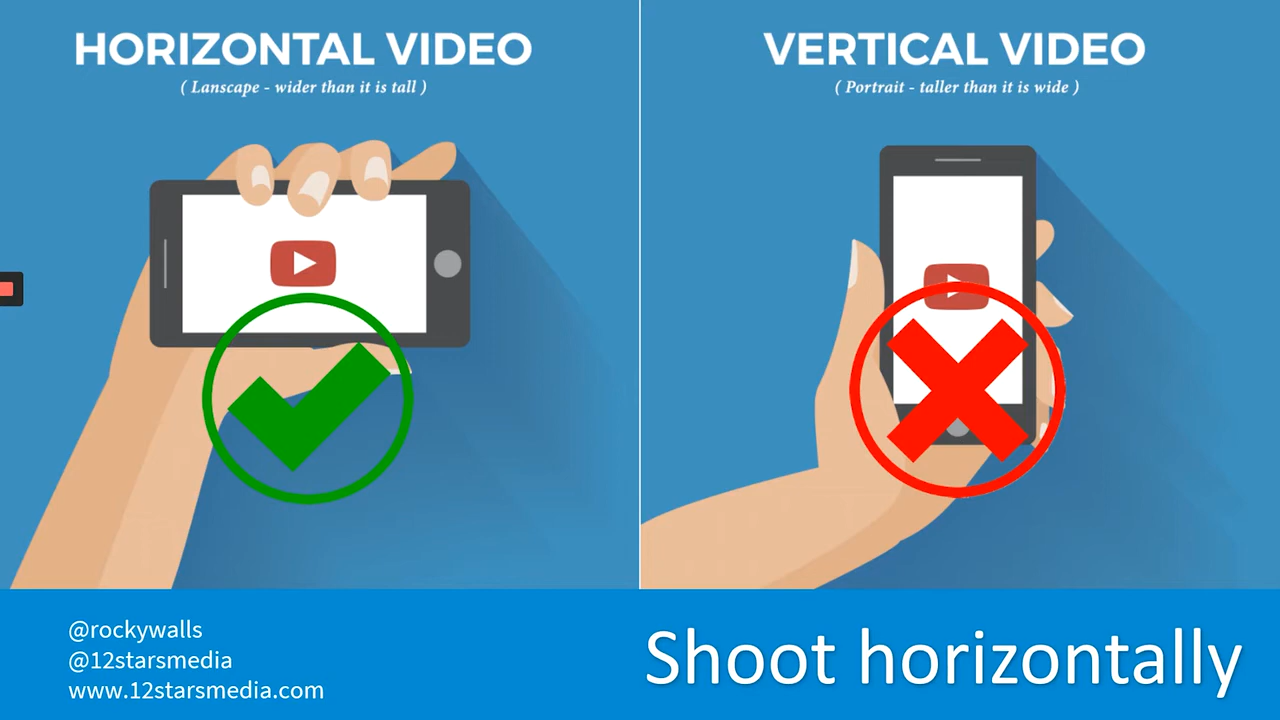 HORIZONTAL VIDEO
( Lanscape - wider than it is tall )
VERTICAL VIDEO
( Portrait - taller than it is wide )
@rockywalls
@12starsmedia
www.12starsmedia.com
Shoot horizontally